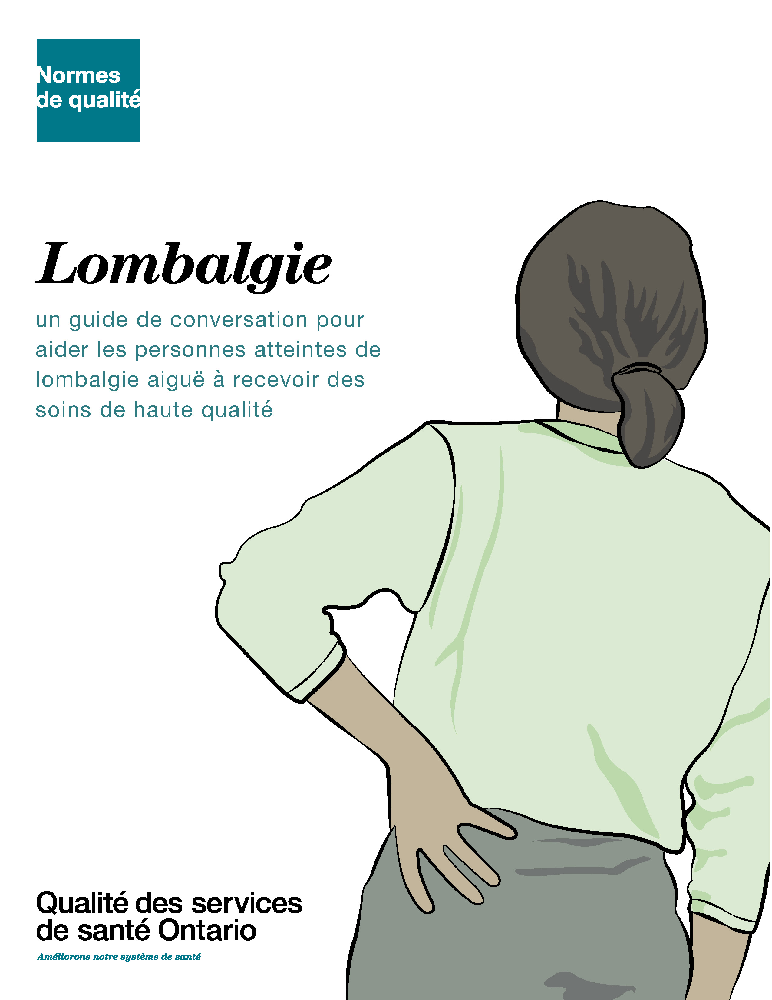 Normes
de qualité
Lombalgie
un guide de conversation pour
aider les personnes atteintes de
lombalgie aiguë à recevoir des
soins de haute qualité
Qualité des services
de santé Ontario
Améliorons notre système de santé